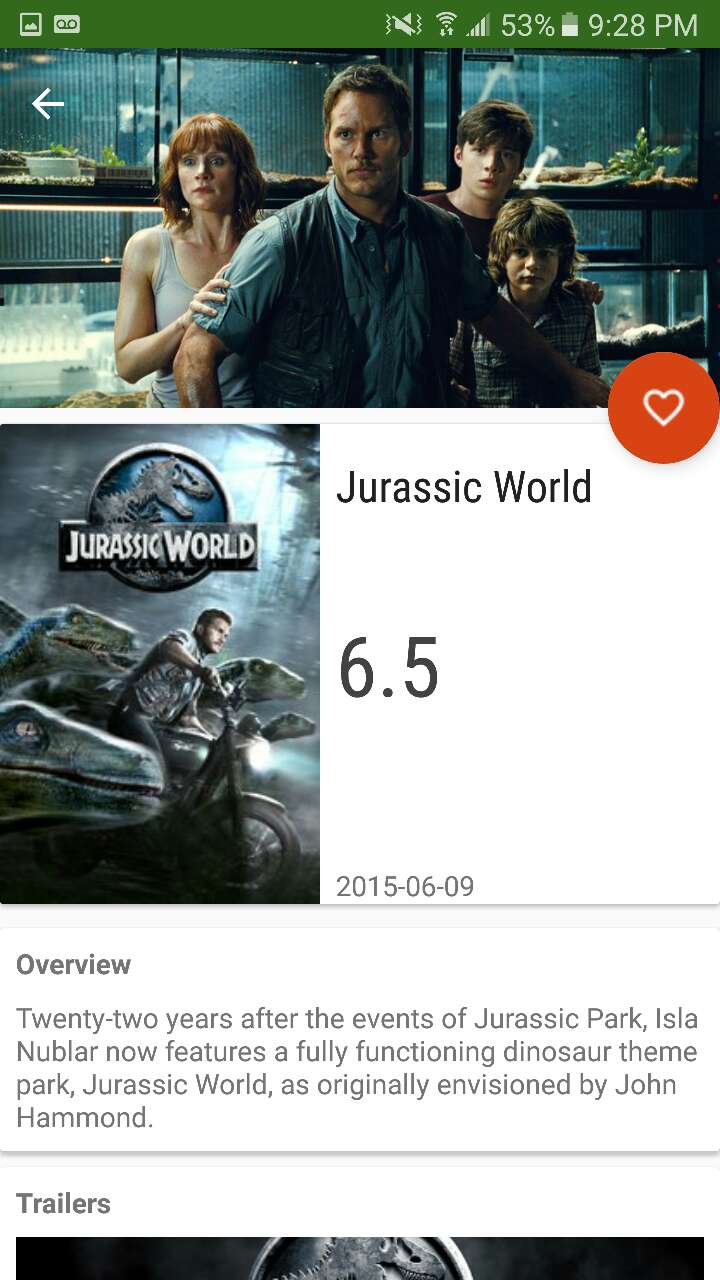 53% 9:28 PM
JURASSIC WORLD
Jurassic World
6.5
2015-06-09
Overview
Twenty-two years after the events of Jurassic Park, Isla
Nublar now features a fully functioning dinosaur theme
park, Jurassic World, as originally envisioned by John
Hammond.
Trailers